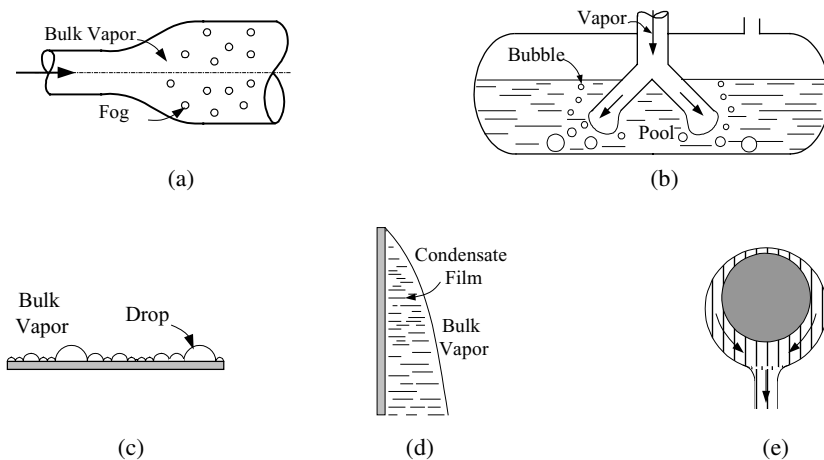 Bulk Vapor
Fog
(a)
Vapor
Bubble
Pool
(b)
Bulk
Vapor
Drop
(c)
Condensate
Film
Bulk
Vapor
(d)
(e)